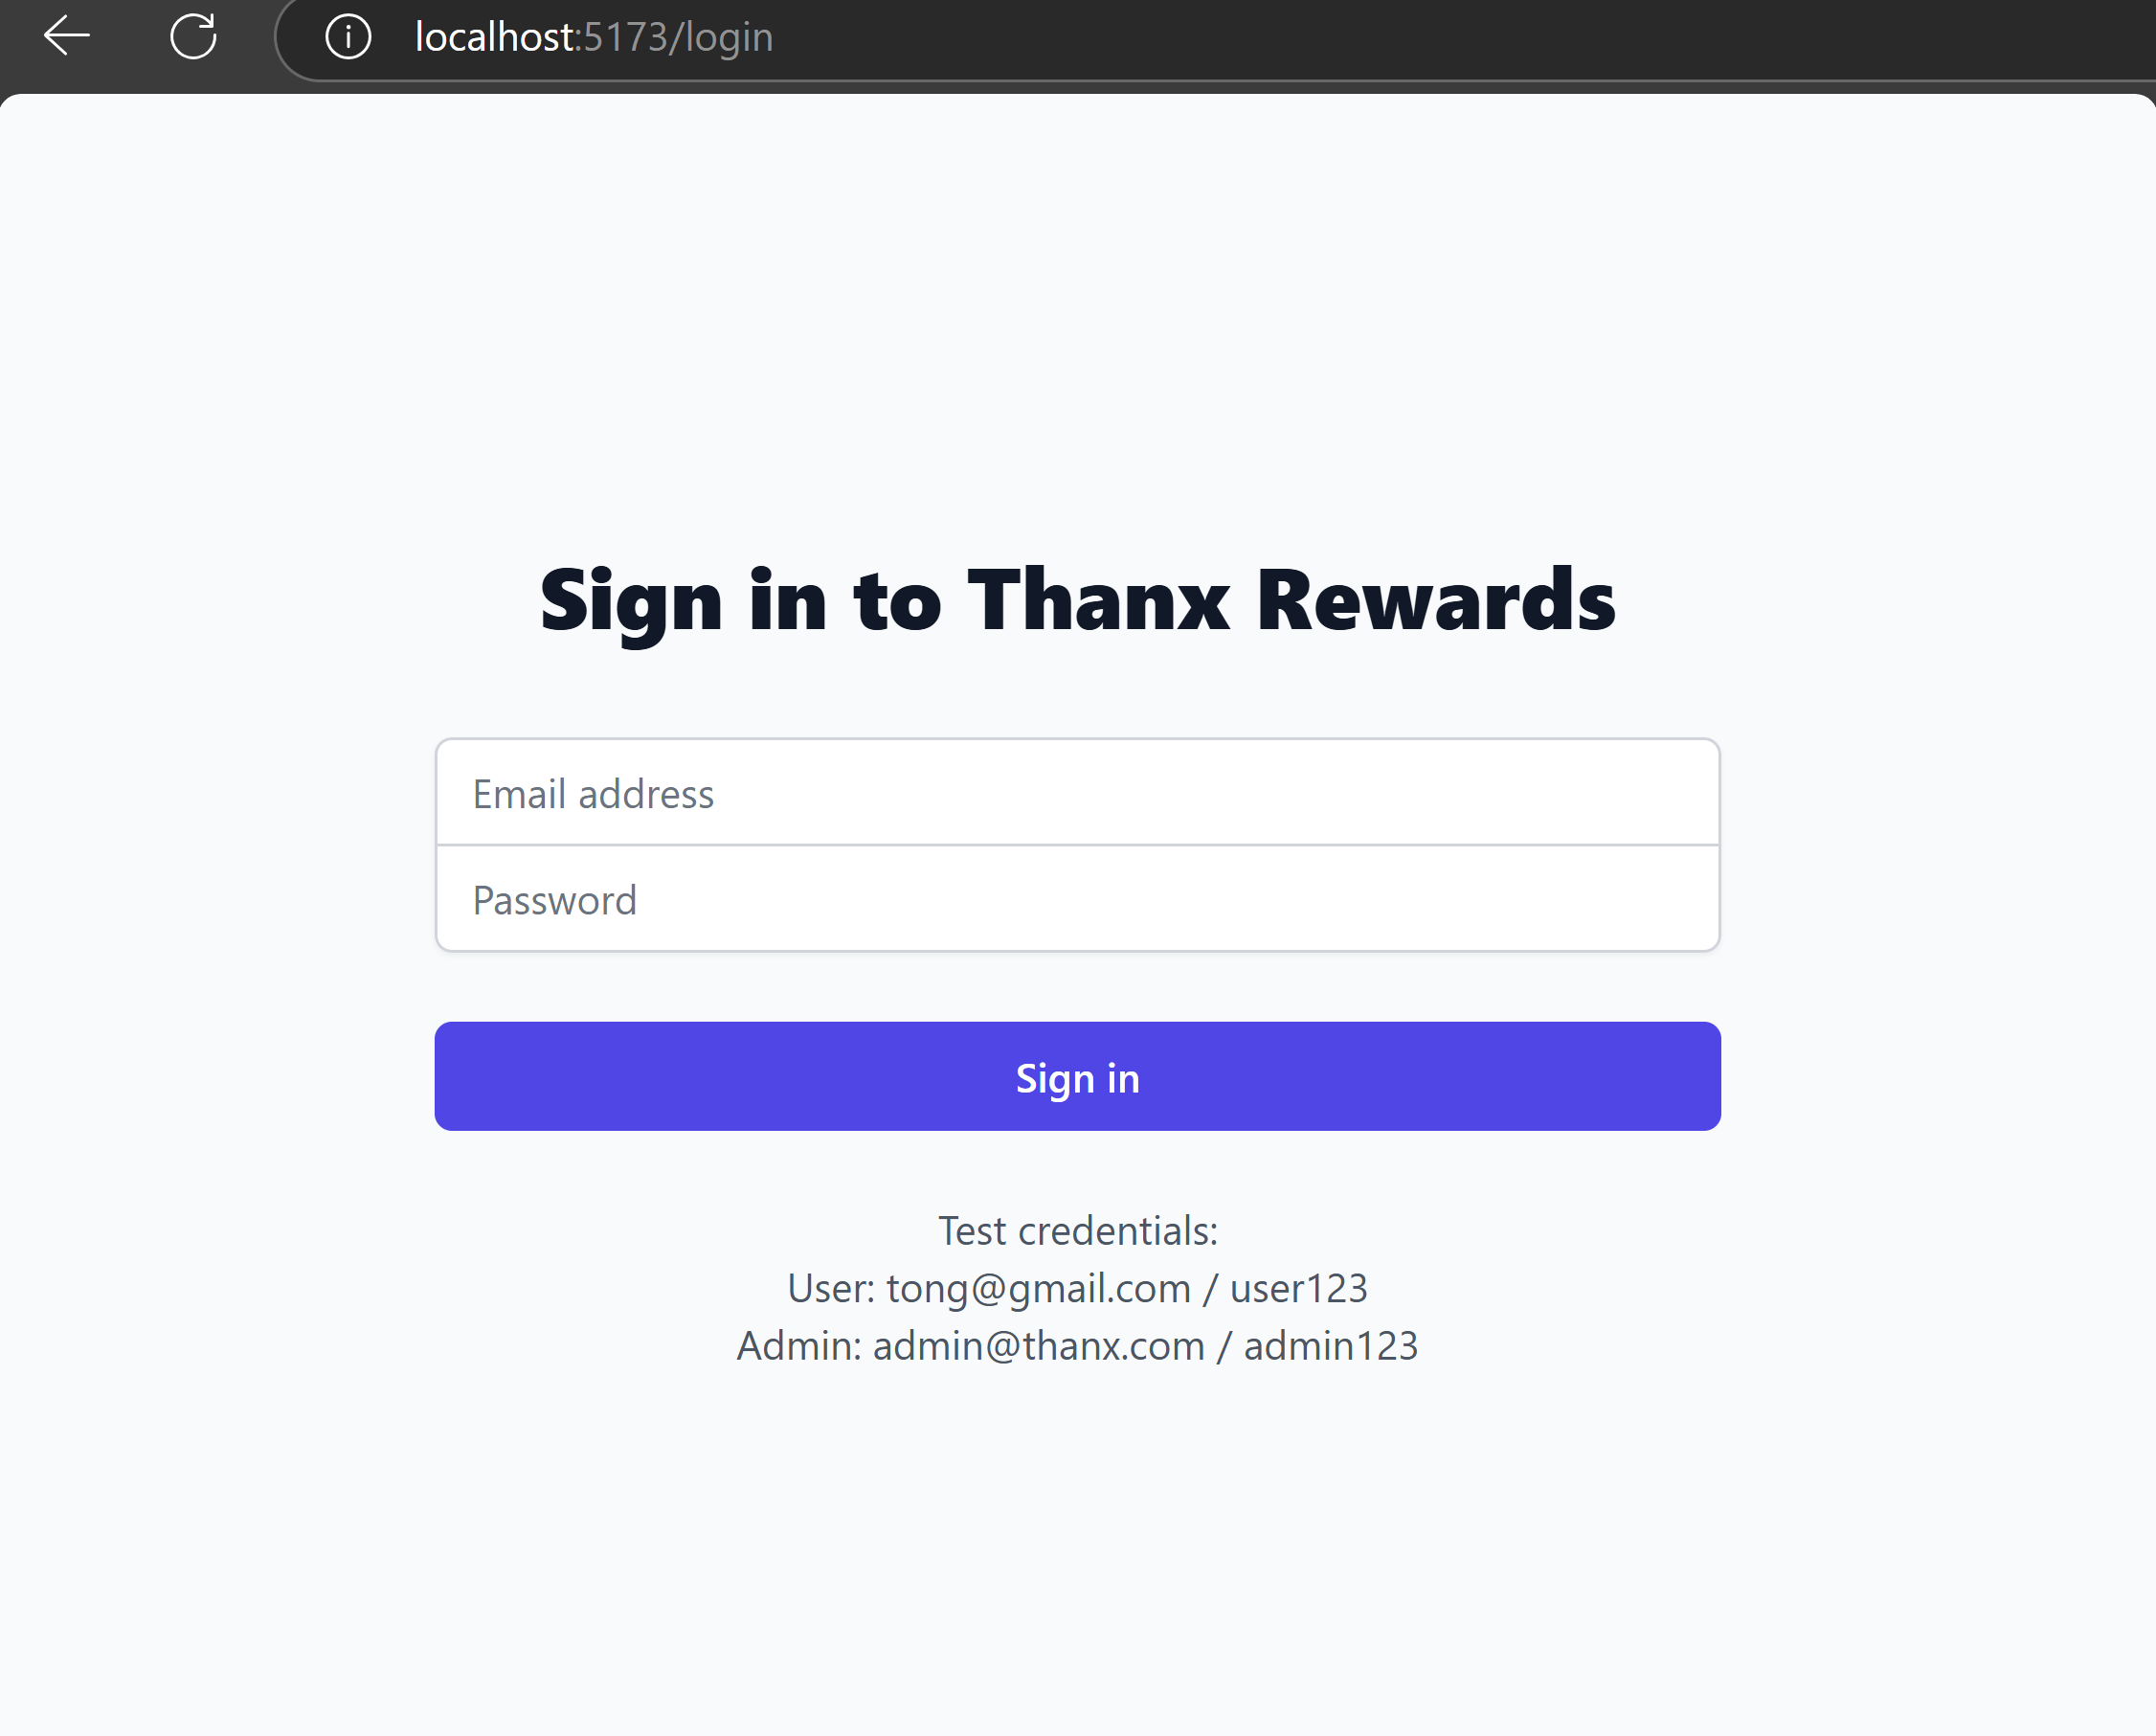 localhost:5173/login
Sign in to Thanx Rewards
Email address
Password
Sign in
Test credentials:
User: tong@gmail.com / user123
Admin: admin@thanx.com / admin123